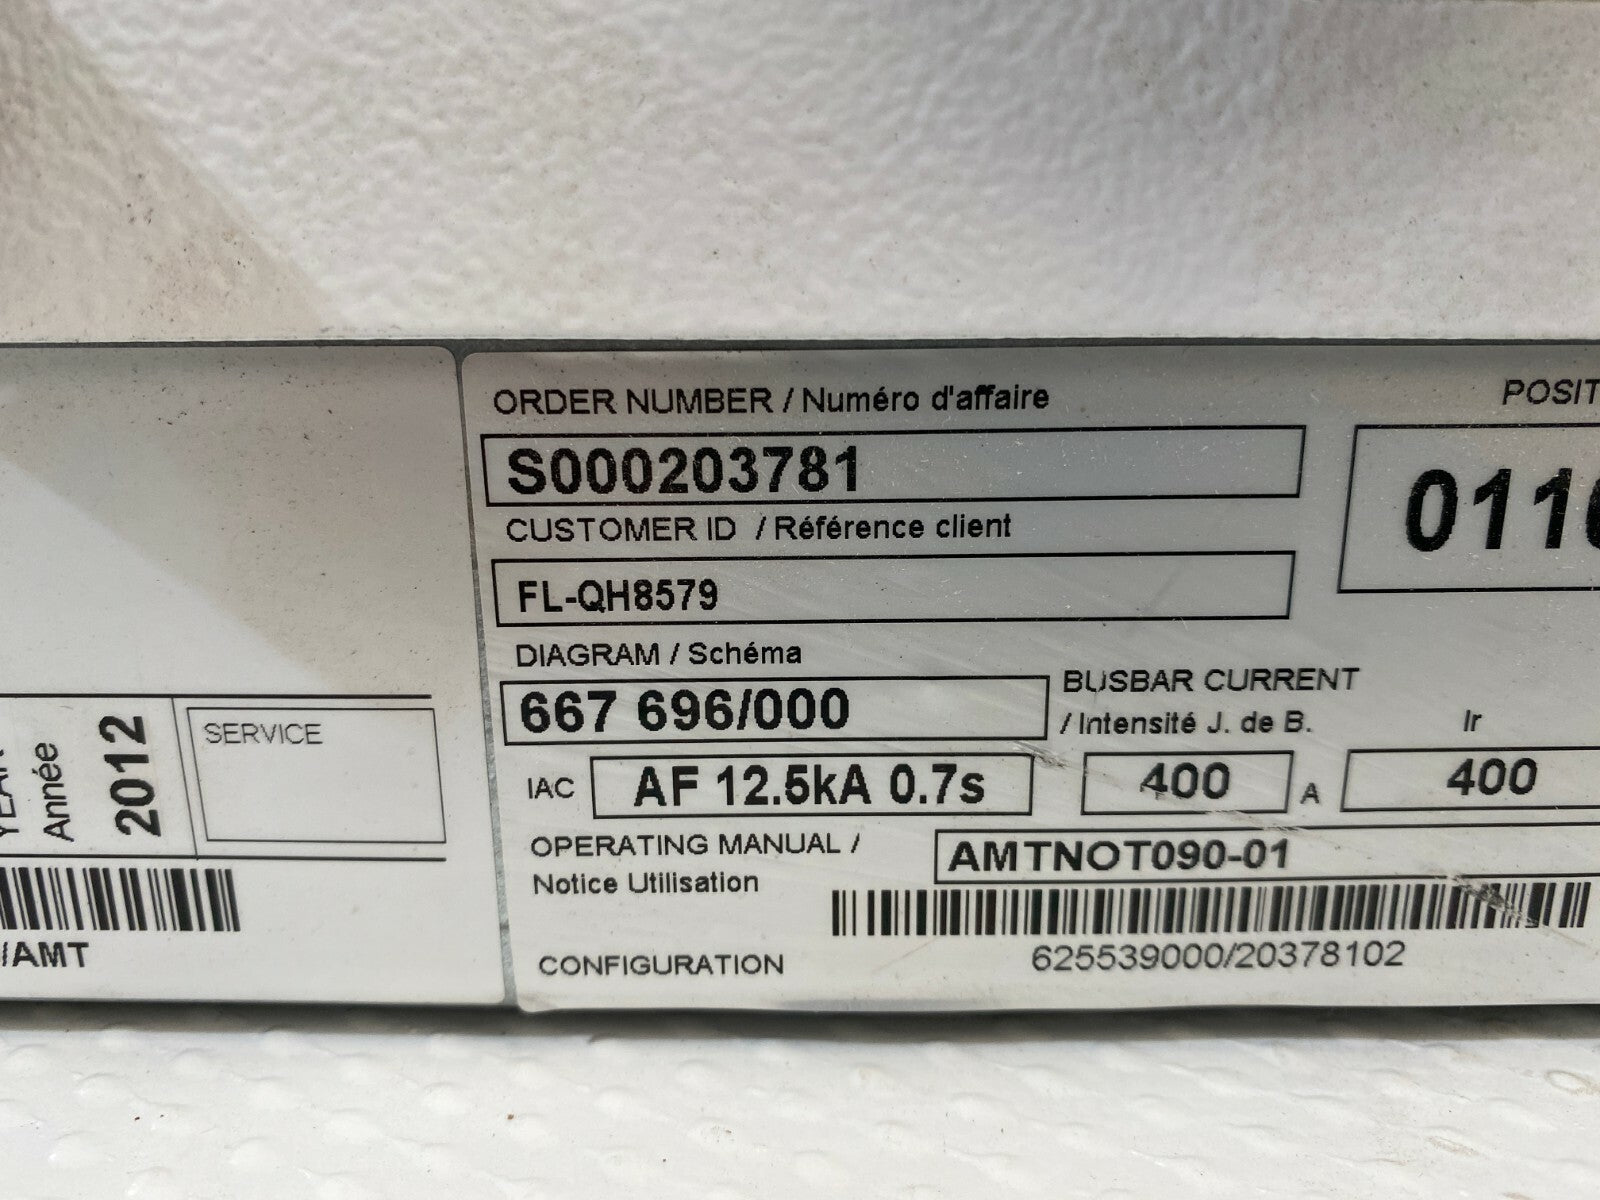 ORDER NUMBER / Numéro d'affaire
S000203781
CUSTOMER ID / Référence client
FL-QH8579
DIAGRAM / Schéma
667 696/000
BUSBAR CURRENT
/ Intensité J. de B.
Ir
IAC
AF 12.5kA 0.7s
400
A
400
OPERATING MANUAL /
Notice Utilisation
AMTNOT090-01
CONFIGURATION
625539000/20378102
Année
2012
SERVICE
/AMT